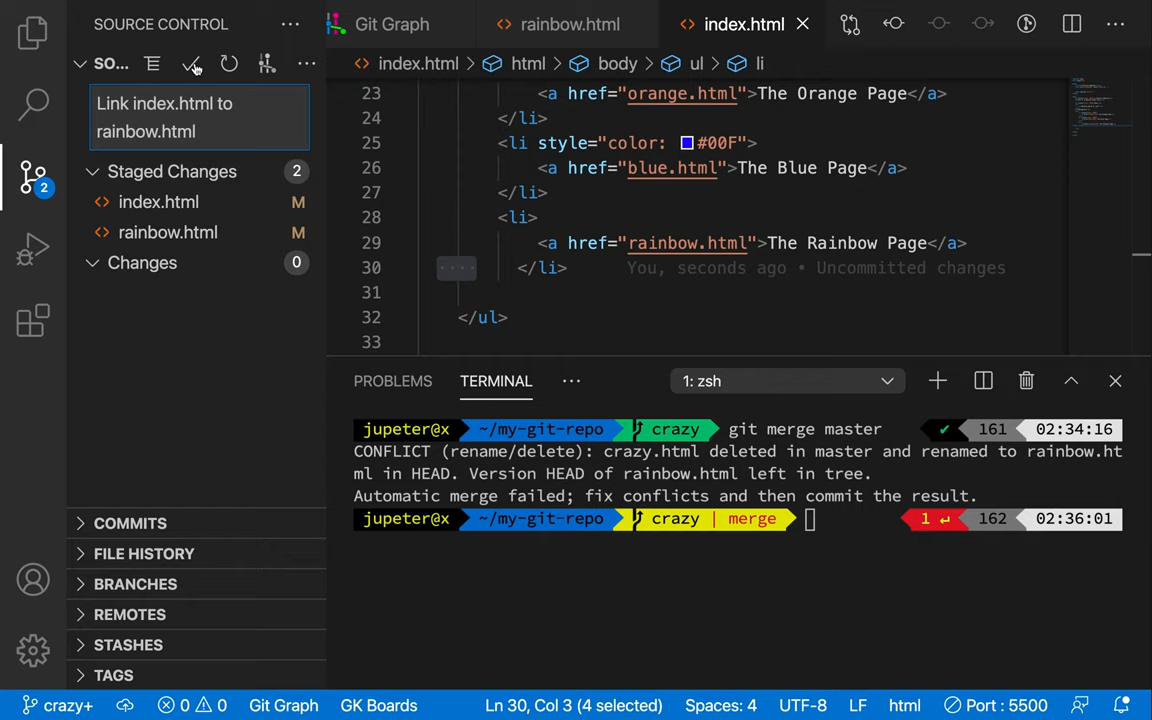 SOURCE CONTROL
SO...
Link index.html to
rainbow.html
Staged Changes 2
index.html M
rainbow.html M
Changes 0
2
COMMITS
FILE HISTORY
BRANCHES
REMOTES
STASHES
TAGS
Git Graph rainbow.html index.html
index.html > html > body > ul > li
23 <a href="orange.html">The Orange Page</a>
24 </li>
25 <li style="color: #00F">
26 <a href="blue.html">The Blue Page</a>
27 </li>
28 <li>
29 <a href="rainbow.html">The Rainbow Page</a>
30 ····</li> You, seconds ago • Uncommitted changes
31
32 </ul>
33
PROBLEMS TERMINAL ··· 1: zsh
jupeter@x ~/my-git-repo crazy git merge master ✔ 161 02:34:16
CONFLICT (rename/delete): crazy.html deleted in master and renamed to rainbow.ht
ml in HEAD. Version HEAD of rainbow.html left in tree.
Automatic merge failed; fix conflicts and then commit the result.
jupeter@x ~/my-git-repo crazy | merge 1 ↵ 162 02:36:01
crazy+ 0 0 Git Graph GK Boards Ln 30, Col 3 (4 selected) Spaces: 4 UTF-8 LF html Port : 5500